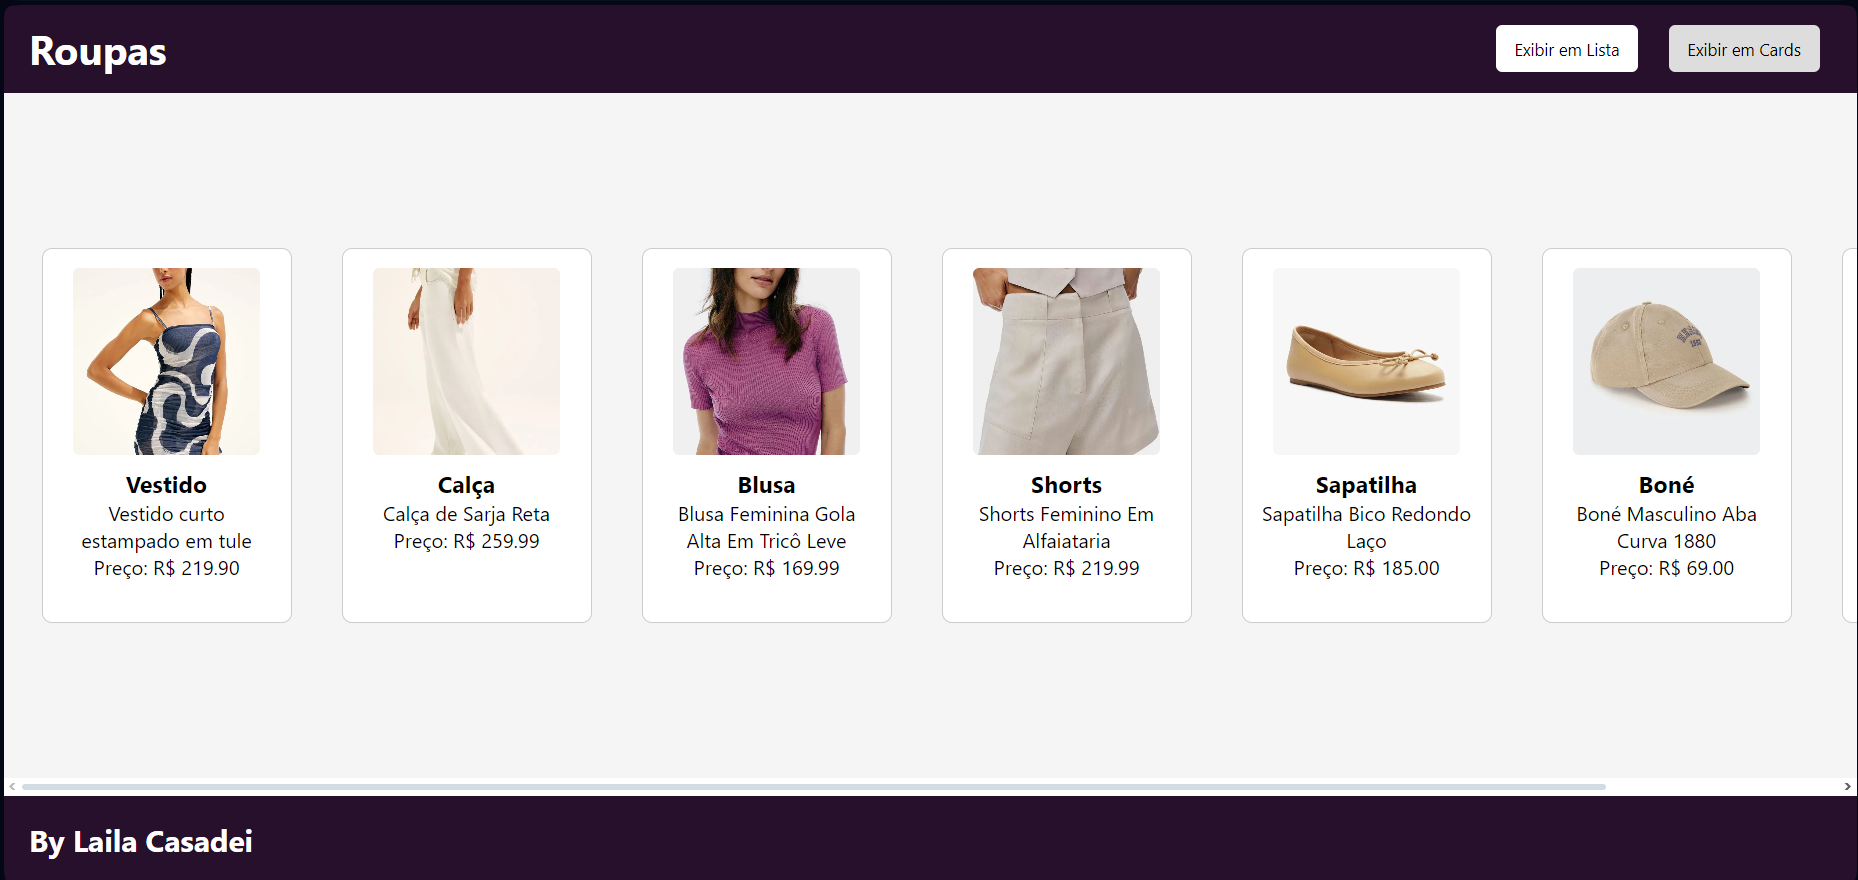 Roupas
Exibir em Lista
Exibir em Cards
Vestido
Vestido curto
estampado em tule
Preço: R$ 219.90
Calça
Calça de Sarja Reta
Preço: R$ 259.99
Blusa
Blusa Feminina Gola
Alta Em Tricô Leve
Preço: R$ 169.99
Shorts
Shorts Feminino Em
Alfaiataria
Preço: R$ 219.99
Sapatilha
Sapatilha Bico Redondo
Laço
Preço: R$ 185.00
Boné
Boné Masculino Aba
Curva 1880
Preço: R$ 69.00
By Laila Casadei